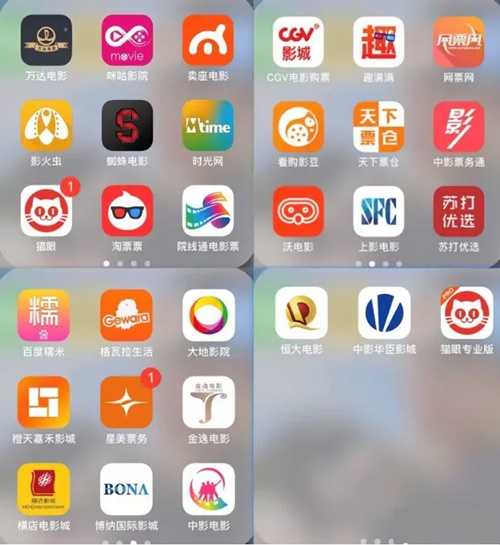 movie
万达电影
咪咕影院
卖座电影
S
Mtime
影火虫
蜘蛛电影
时光网
1
猫眼
淘票票
院线通电影票
CGV
影城
趣
网票网
CGV电影购票
趣满满
网票网
天下
票仓
影
看购影豆
天下票仓
中影票务通
SFC
苏打
优选
沃电影
上影电影
苏打优选
糯
Gewara
百度糯米
格瓦拉生活
大地影院
1
金逸电影
橙天嘉禾影城
星美票务
金逸电影
横店影城
BONA
横店电影城
博纳国际影城
中影电影
PRO
恒大电影
中影华臣影城
猫眼专业版